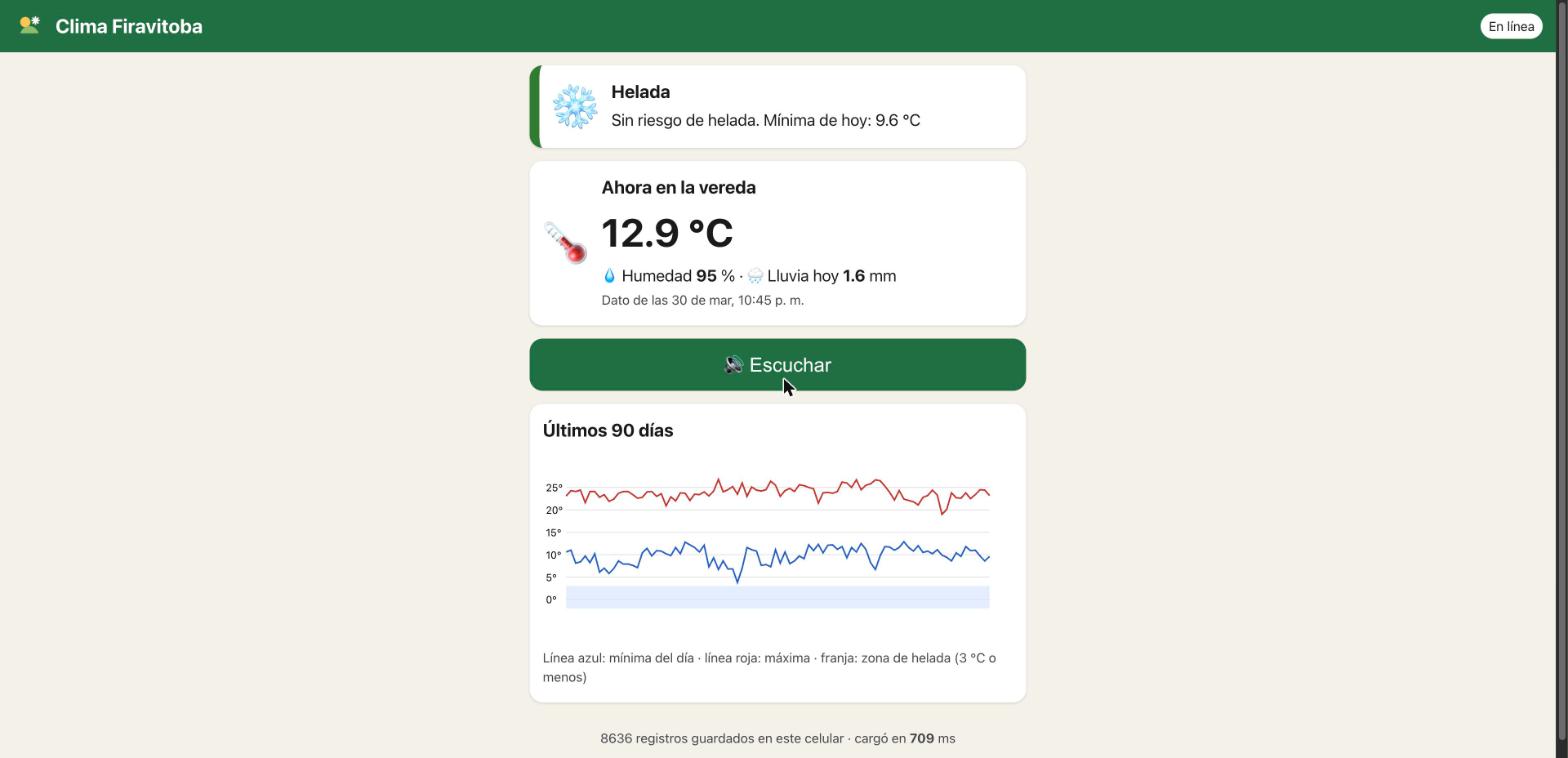 Clima Firavitoba
En línea
Helada
Sin riesgo de helada. Mínima de hoy: 9.6 °C
Ahora en la vereda
12.9 °C
Humedad 95 % · Lluvia hoy 1.6 mm
Dato de las 30 de mar, 10:45 p. m.
Escuchar
Últimos 90 días
25°
20°
15°
10°
5°
0°
Línea azul: mínima del día · línea roja: máxima · franja: zona de helada (3 °C o
menos)
8636 registros guardados en este celular · cargó en 709 ms